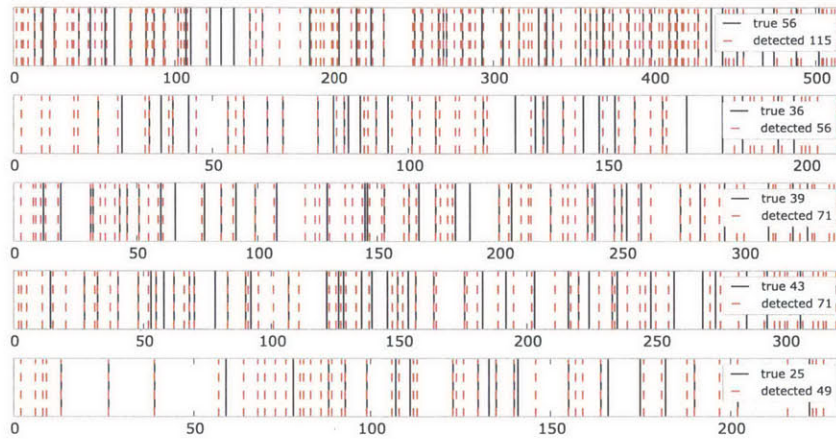 true 56
detected 115
0 100 200 300 400 500
true 36
detected 56
0 50 100 150 200
true 39
detected 71
0 50 100 150 200 250 300
true 43
detected 71
0 50 100 150 200 250 300
true 25
detected 49
0 50 100 150 200